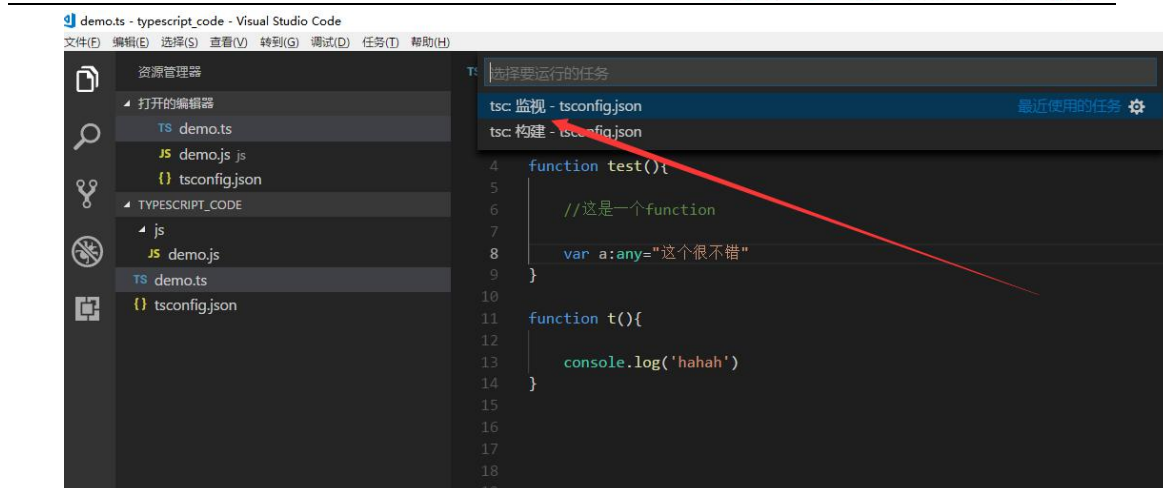 demo.ts - typescript_code - Visual Studio Code
文件(F) 编辑(E) 选择(S) 查看(V) 转到(G) 调试(D) 任务(T) 帮助(H)
资源管理器
打开的编辑器
TS demo.ts
JS demo.js js
{} tsconfig.json
TYPESCRIPT_CODE
js
JS demo.js
TS demo.ts
{} tsconfig.json
TS
选择要运行的任务
tsc: 监视 - tsconfig.json 最近使用的任务
tsc: 构建 - tsconfig.json
4 function test(){
5
6 //这是一个function
7
8 var a:any="这个很不错"
9 }
10
11 function t(){
12
13 console.log('hahah')
14 }
15
16
17
18